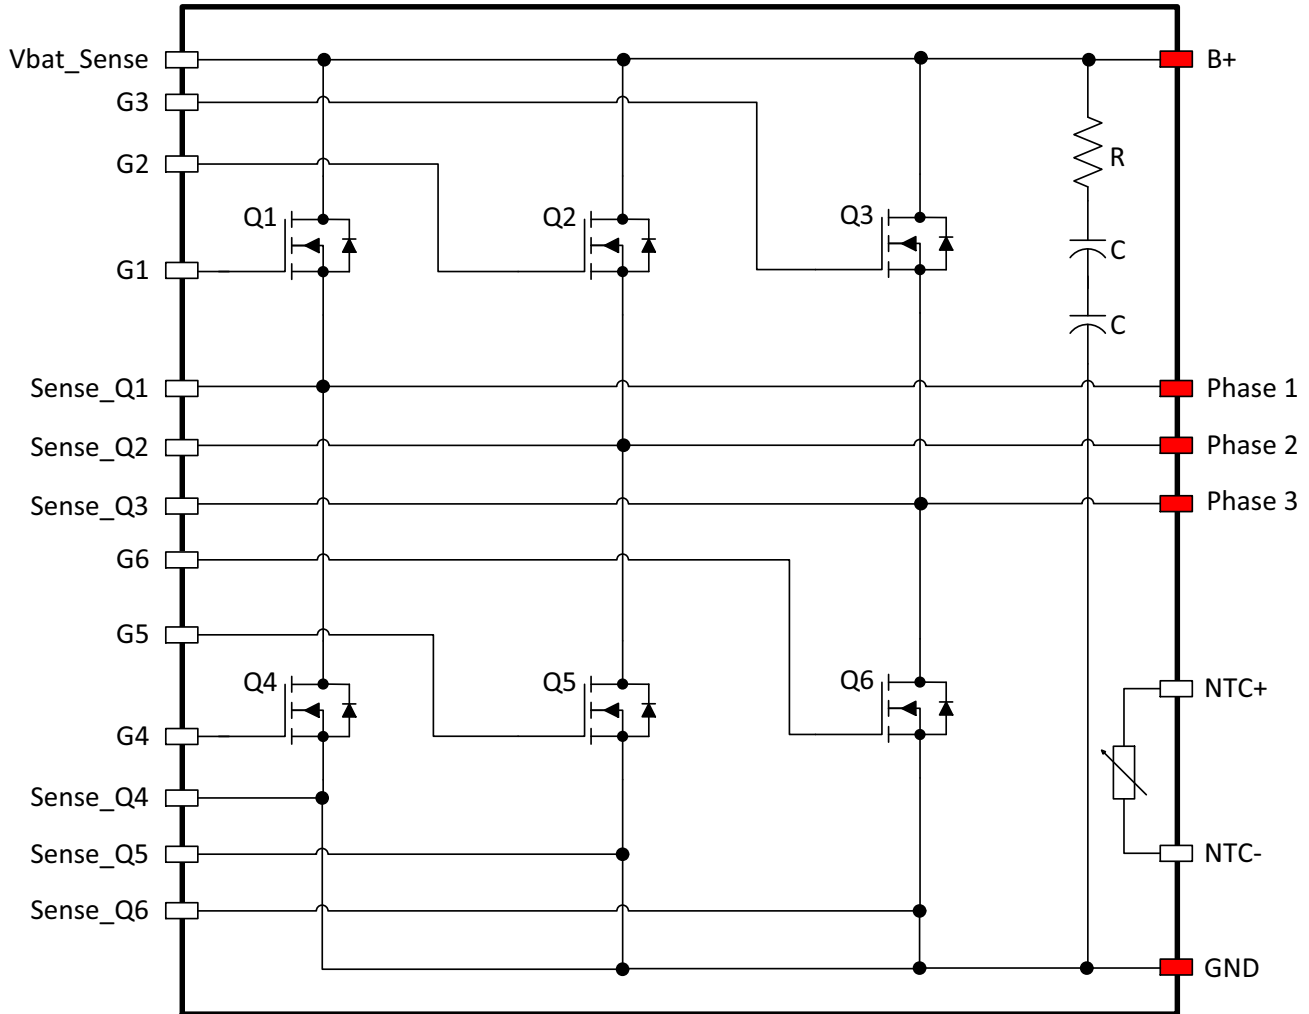 Vbat_Sense
B+
G3
G2
R
Q1
Q2
Q3
C
G1
C
Sense_Q1
Phase 1
Sense_Q2
Phase 2
Sense_Q3
Phase 3
G6
G5
Q4
Q5
Q6
NTC+
G4
Sense_Q4
Sense_Q5
NTC-
Sense_Q6
GND